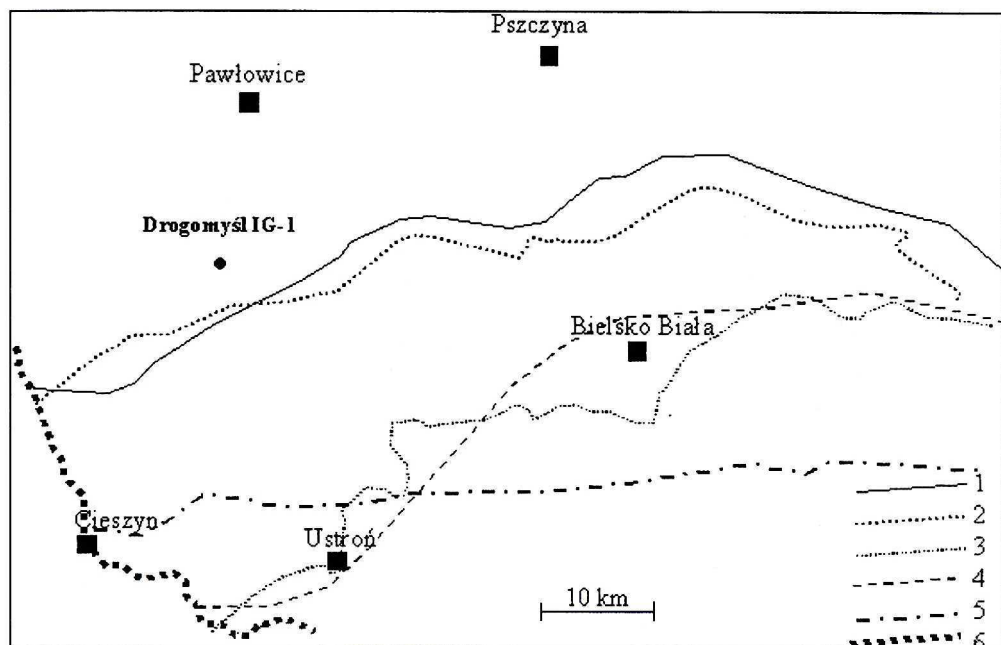 Pszczyna
Pawłowice
Drogomyśl IG-1
Bielsko Biała
Cieszyn
Ustroń
10 km
1
2
3
4
5
6